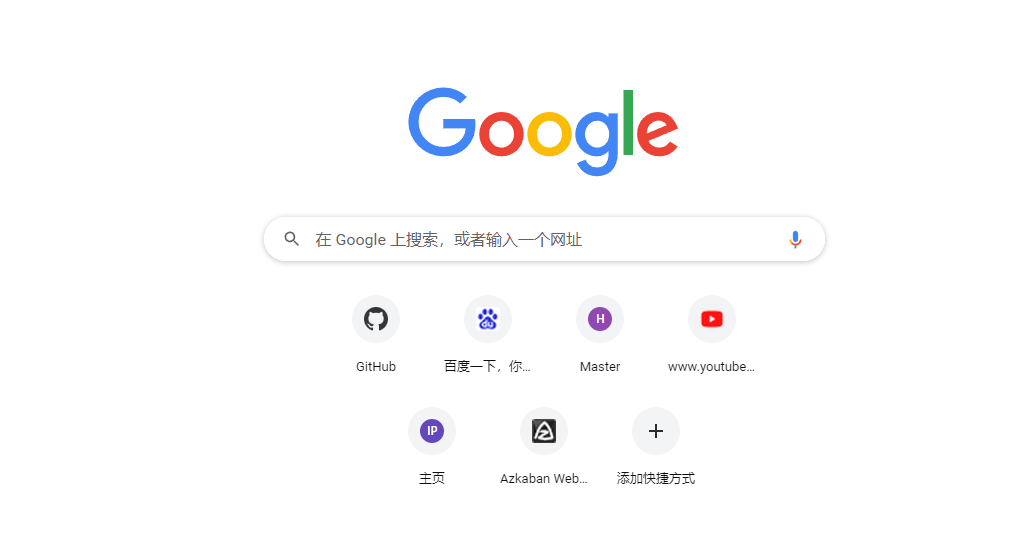 Google
在 Google 上搜索，或者输入一个网址
du
H
GitHub
百度一下，你...
Master
www.youtube...
IP
主页
Azkaban Web...
添加快捷方式